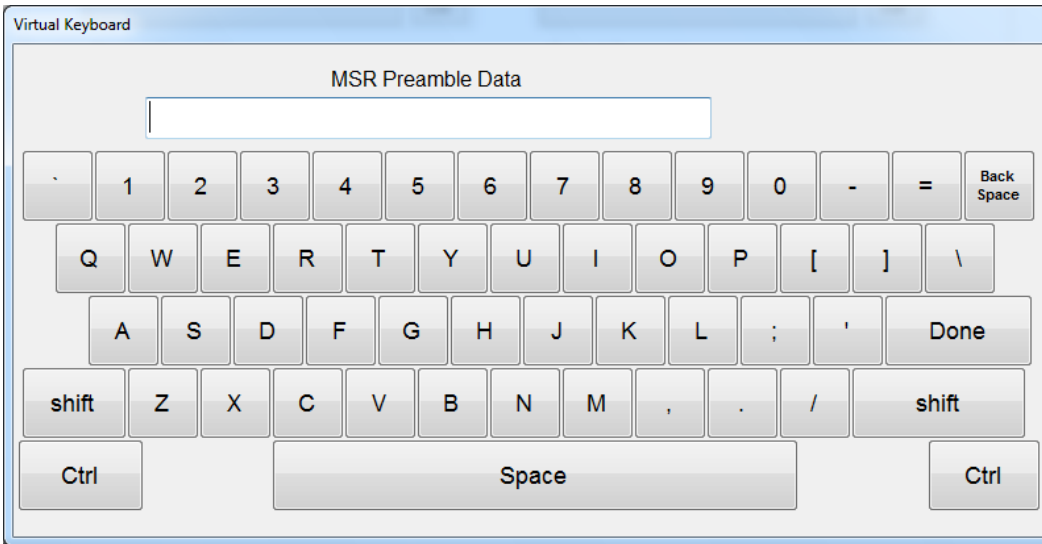 Virtual Keyboard
MSR Preamble Data
` 1 2 3 4 5 6 7 8 9 0 - = Back Space
Q W E R T Y U I O P [ ] \
A S D F G H J K L ; ' Done
shift Z X C V B N M , . / shift
Ctrl Space Ctrl